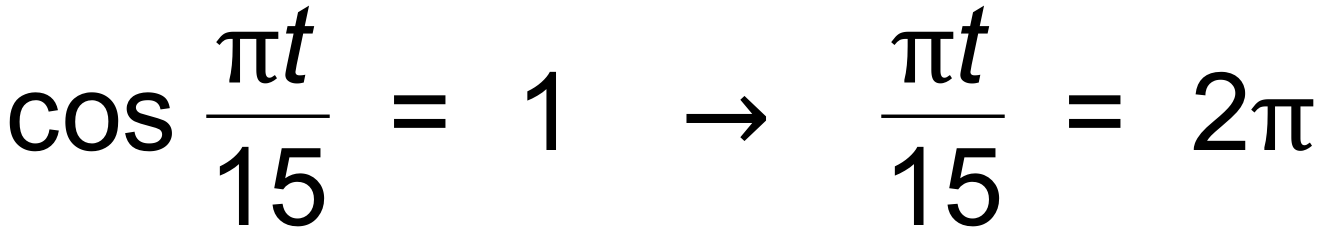 cos πt/15 = 1 → πt/15 = 2π